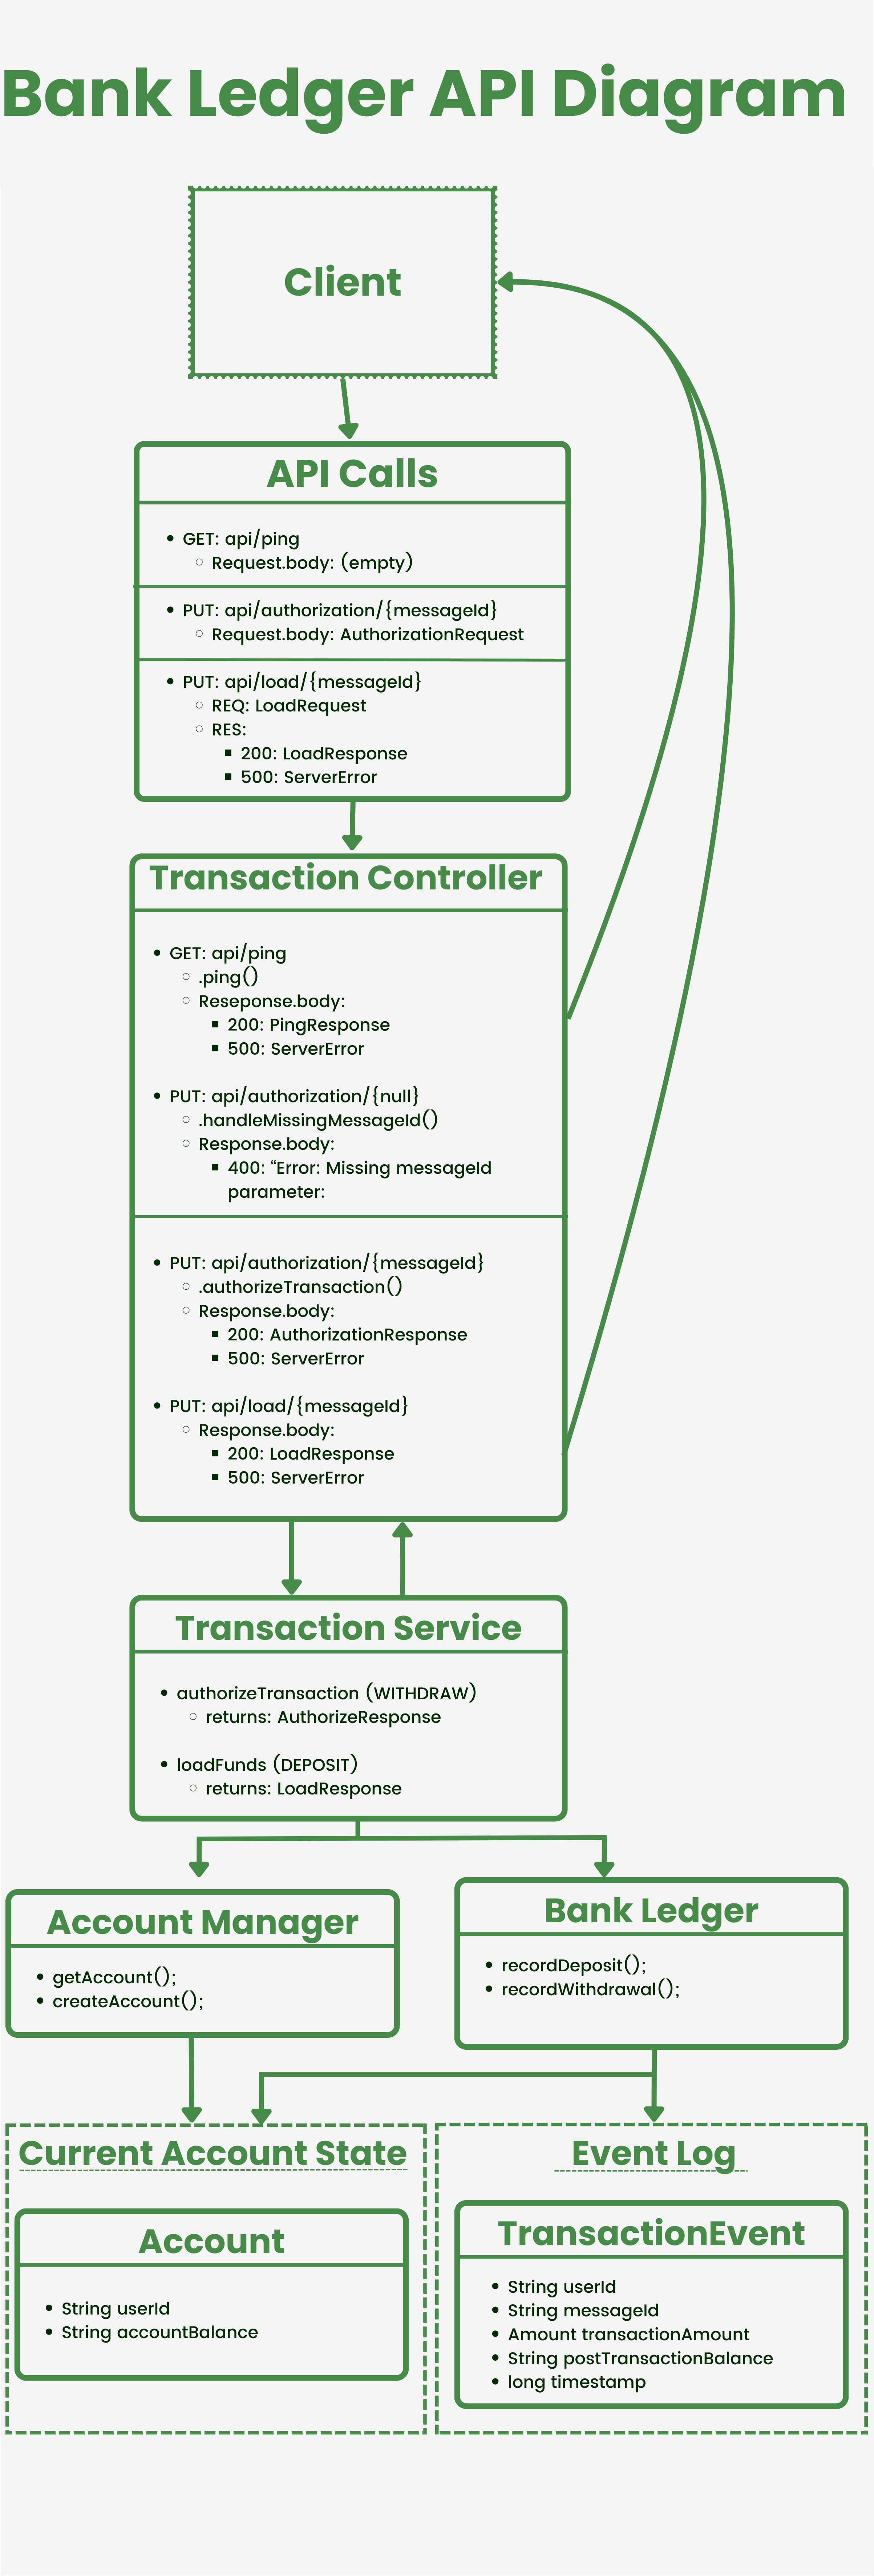 Bank Ledger API Diagram
Client
API Calls
GET: api/ping
Request.body: (empty)
PUT: api/authorization/{messageId}
Request.body: AuthorizationRequest
PUT: api/load/{messageId}
REQ: LoadRequest
RES:
200: LoadResponse
500: ServerError
Transaction Controller
GET: api/ping
.ping()
Reseponse.body:
200: PingResponse
500: ServerError
PUT: api/authorization/{null}
.handleMissingMessageId()
Response.body:
400: “Error: Missing messageId
parameter:
PUT: api/authorization/{messageId}
.authorizeTransaction()
Response.body:
200: AuthorizationResponse
500: ServerError
PUT: api/load/{messageId}
Response.body:
200: LoadResponse
500: ServerError
Transaction Service
authorizeTransaction (WITHDRAW)
returns: AuthorizeResponse
loadFunds (DEPOSIT)
returns: LoadResponse
Account Manager
getAccount();
createAccount();
Bank Ledger
recordDeposit();
recordWithdrawal();
Current Account State
Account
String userId
String accountBalance
Event Log
TransactionEvent
String userId
String messageId
Amount transactionAmount
String postTransactionBalance
long timestamp